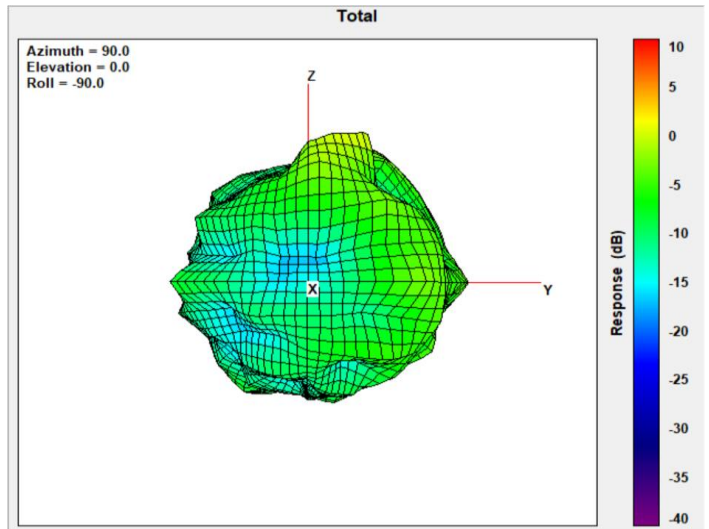 Total
Azimuth = 90.0
Elevation = 0.0
Roll = -90.0
Z
X
Y
Response (dB)
10
5
0
-5
-10
-15
-20
-25
-30
-35
-40